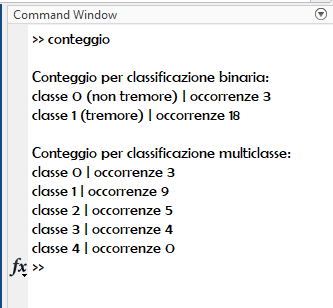 Command Window
>> conteggio
Conteggio per classificazione binaria:
classe 0 (non tremore) | occorrenze 3
classe 1 (tremore) | occorrenze 18
Conteggio per classificazione multiclasse:
classe 0 | occorrenze 3
classe 1 | occorrenze 9
classe 2 | occorrenze 5
classe 3 | occorrenze 4
classe 4 | occorrenze 0
fx >>